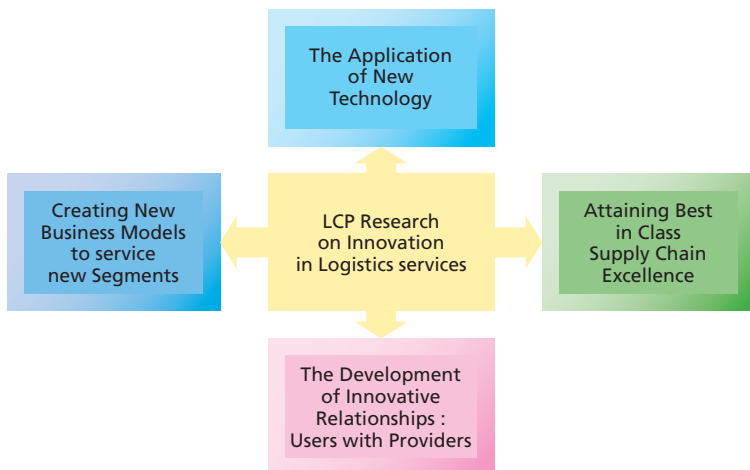 The Application
of New
Technology
Creating New
Business Models
to service
new Segments
LCP Research
on Innovation
in Logistics services
Attaining Best
in Class
Supply Chain
Excellence
The Development
of Innovative
Relationships :
Users with Providers